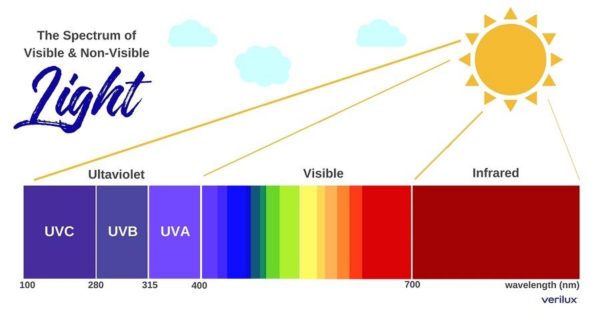 The Spectrum of
Visible & Non-Visible
Light
Ultaviolet
Visible
Infrared
UVC
UVB
UVA
100
280
315
400
700
wavelength (nm)
verilux